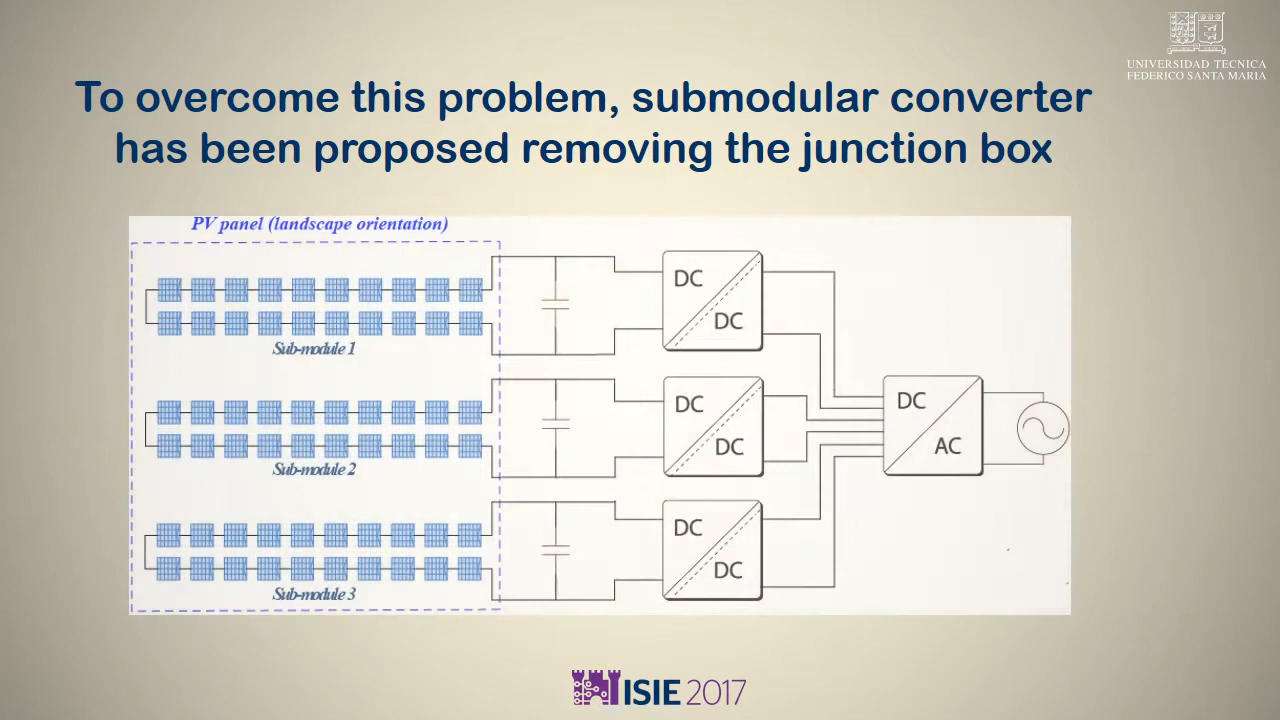 UNIVERSIDAD TECNICA
FEDERICO SANTA MARIA
To overcome this problem, submodular converter
has been proposed removing the junction box
PV panel (landscape orientation)
Sub-module 1
DC
DC
Sub-module 2
DC
DC
DC
AC
Sub-module 3
DC
DC
ISIE 2017